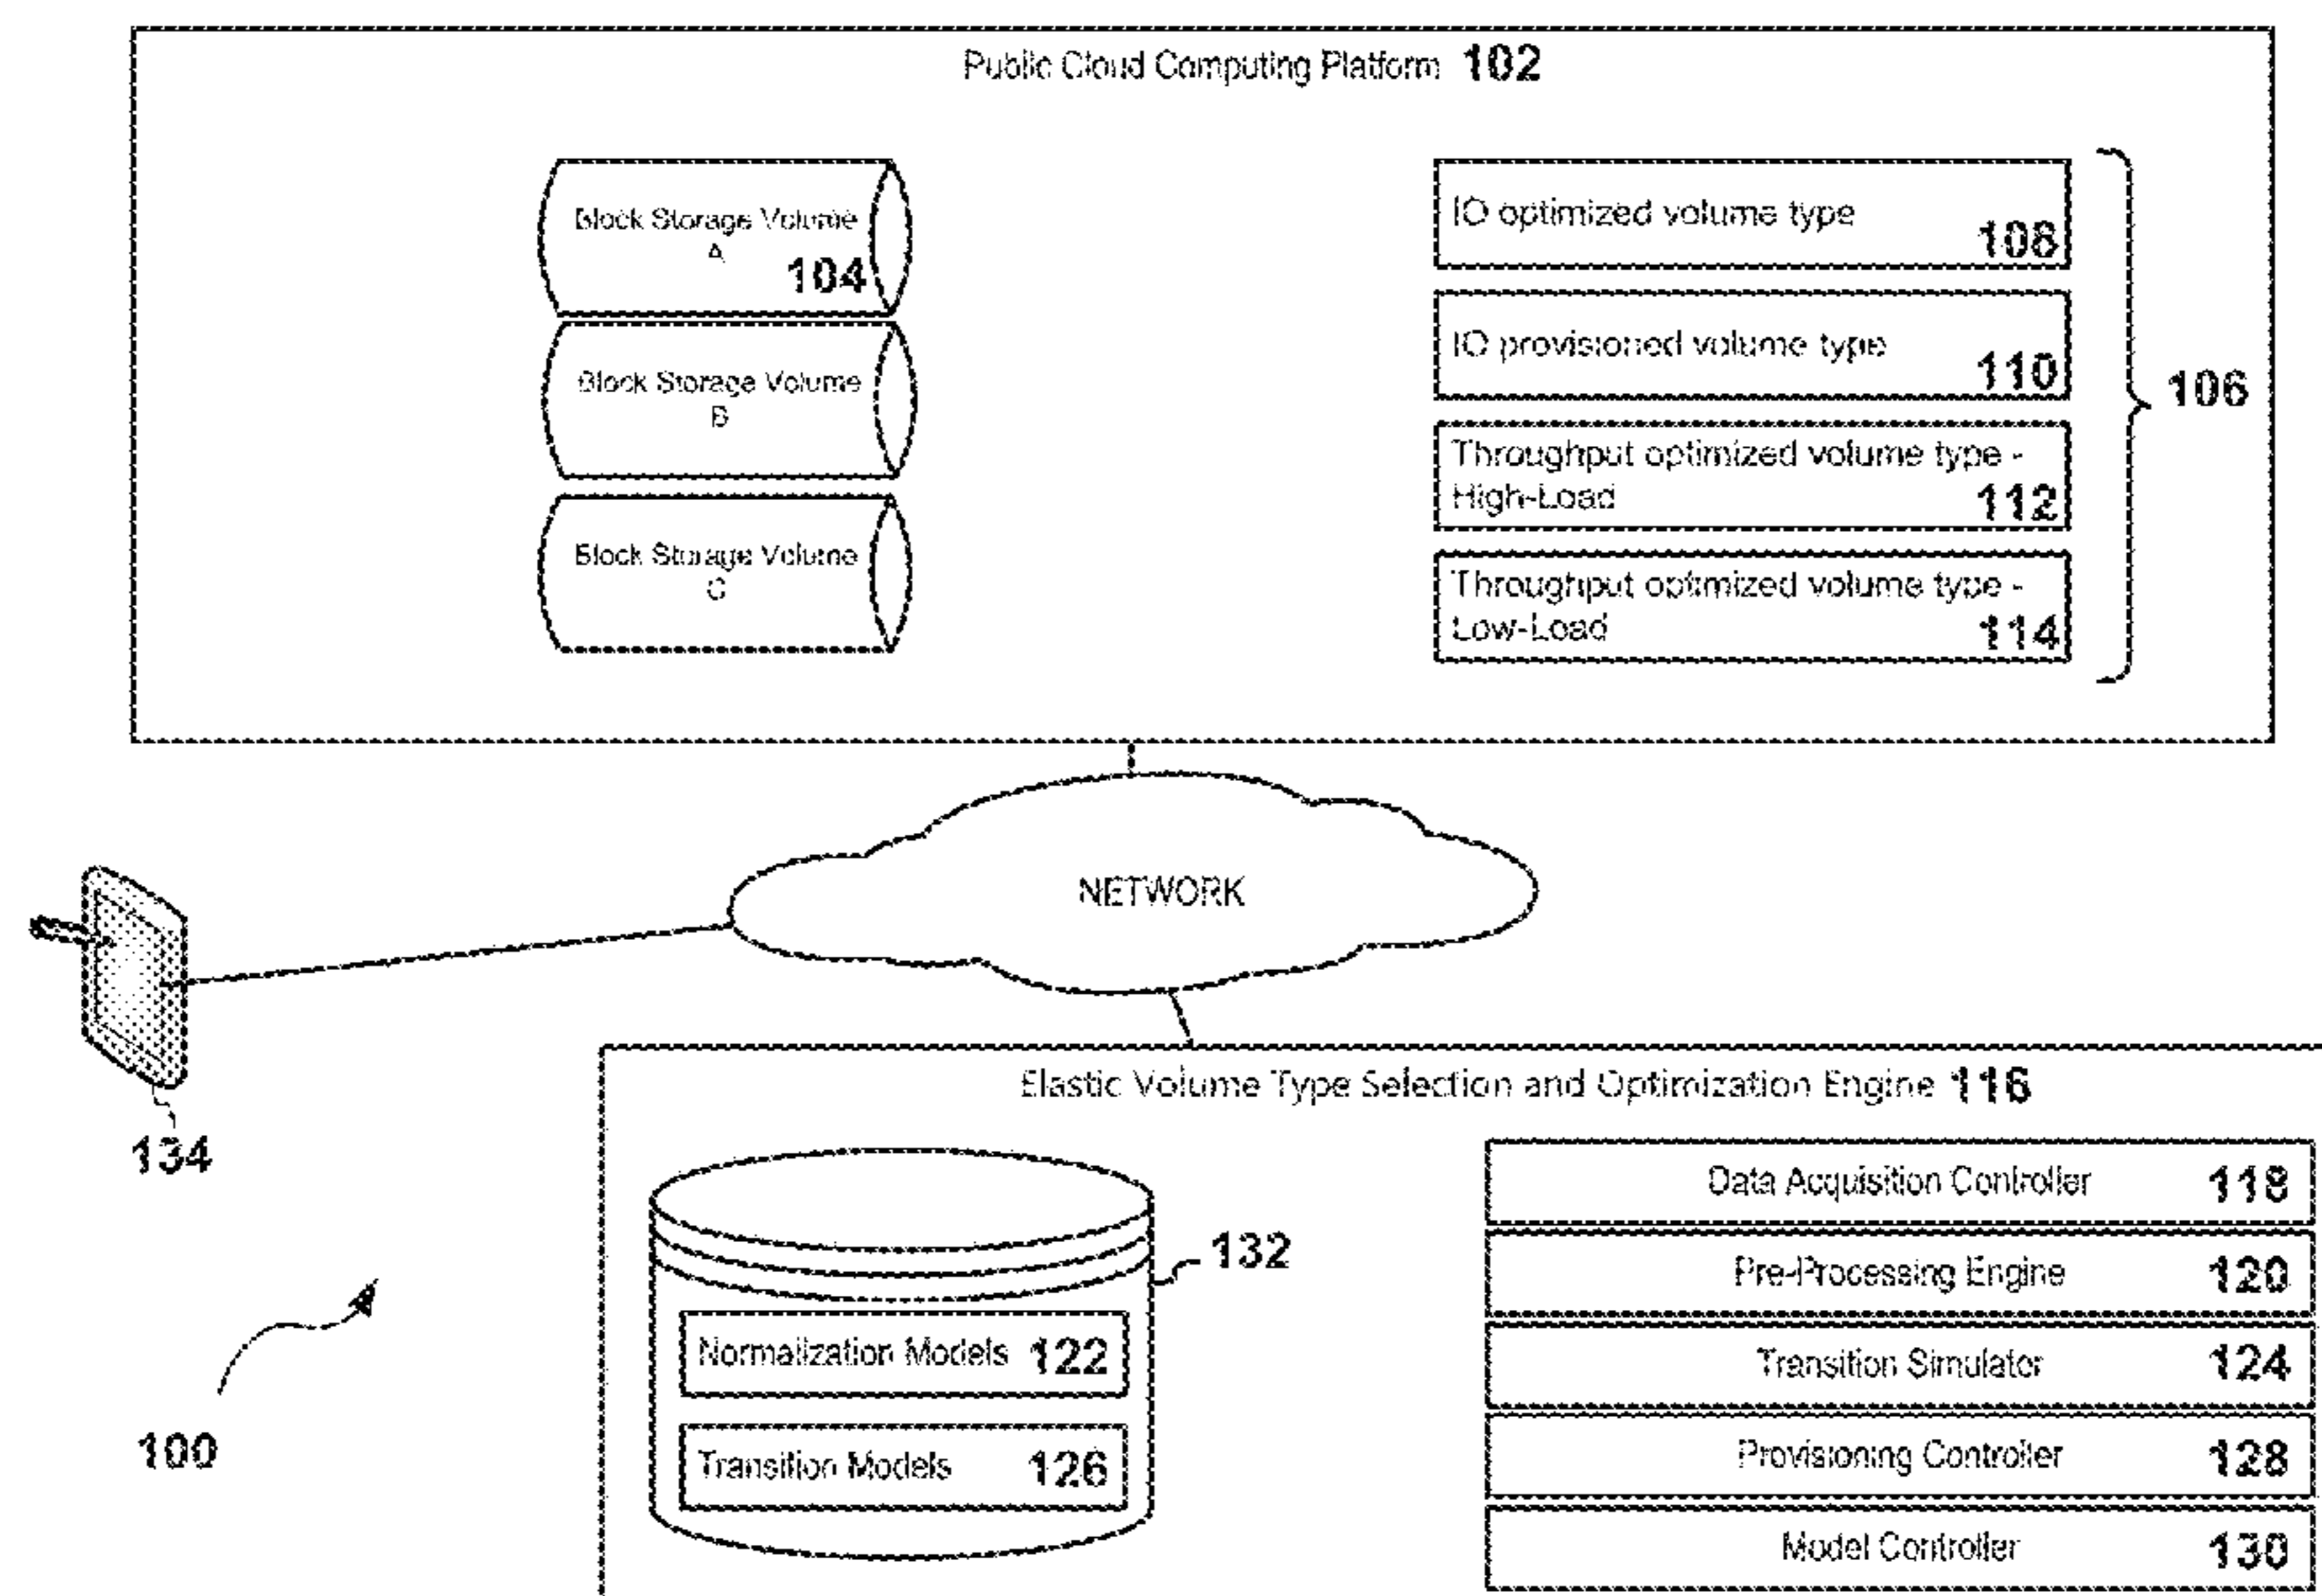 Public Cloud Computing Platform 102
Block Storage Volume
A
104
Block Storage Volume
B
Block Storage Volume
C
IO optimized volume type
108
IO provisioned volume type
110
Throughput optimized volume type -
High-Load
112
Throughput optimized volume type -
Low-Load
114
106
NETWORK
134
Elastic Volume Type Selection and Optimization Engine 116
132
Normalization Models 122
Transition Models 126
Data Acquisition Controller 118
Pre-Processing Engine 120
Transition Simulator 124
Provisioning Controller 128
Model Controller 130
100